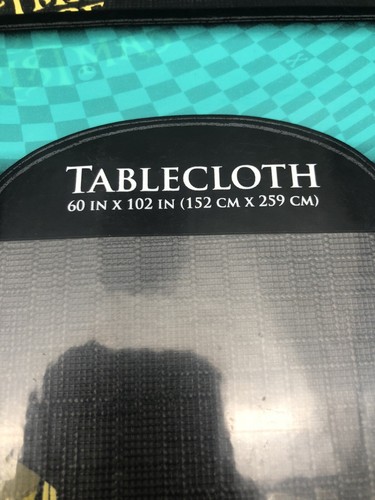 TABLECLOTH
60 IN X 102 IN (152 CM X 259 CM)